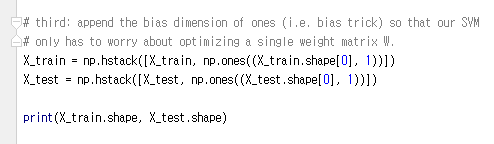 # third: append the bias dimension of ones (i.e. bias trick) so that our SVM
# only has to worry about optimizing a single weight matrix W.
X_train = np.hstack([X_train, np.ones((X_train.shape[0], 1))])
X_test = np.hstack([X_test, np.ones((X_test.shape[0], 1))])
print(X_train.shape, X_test.shape)